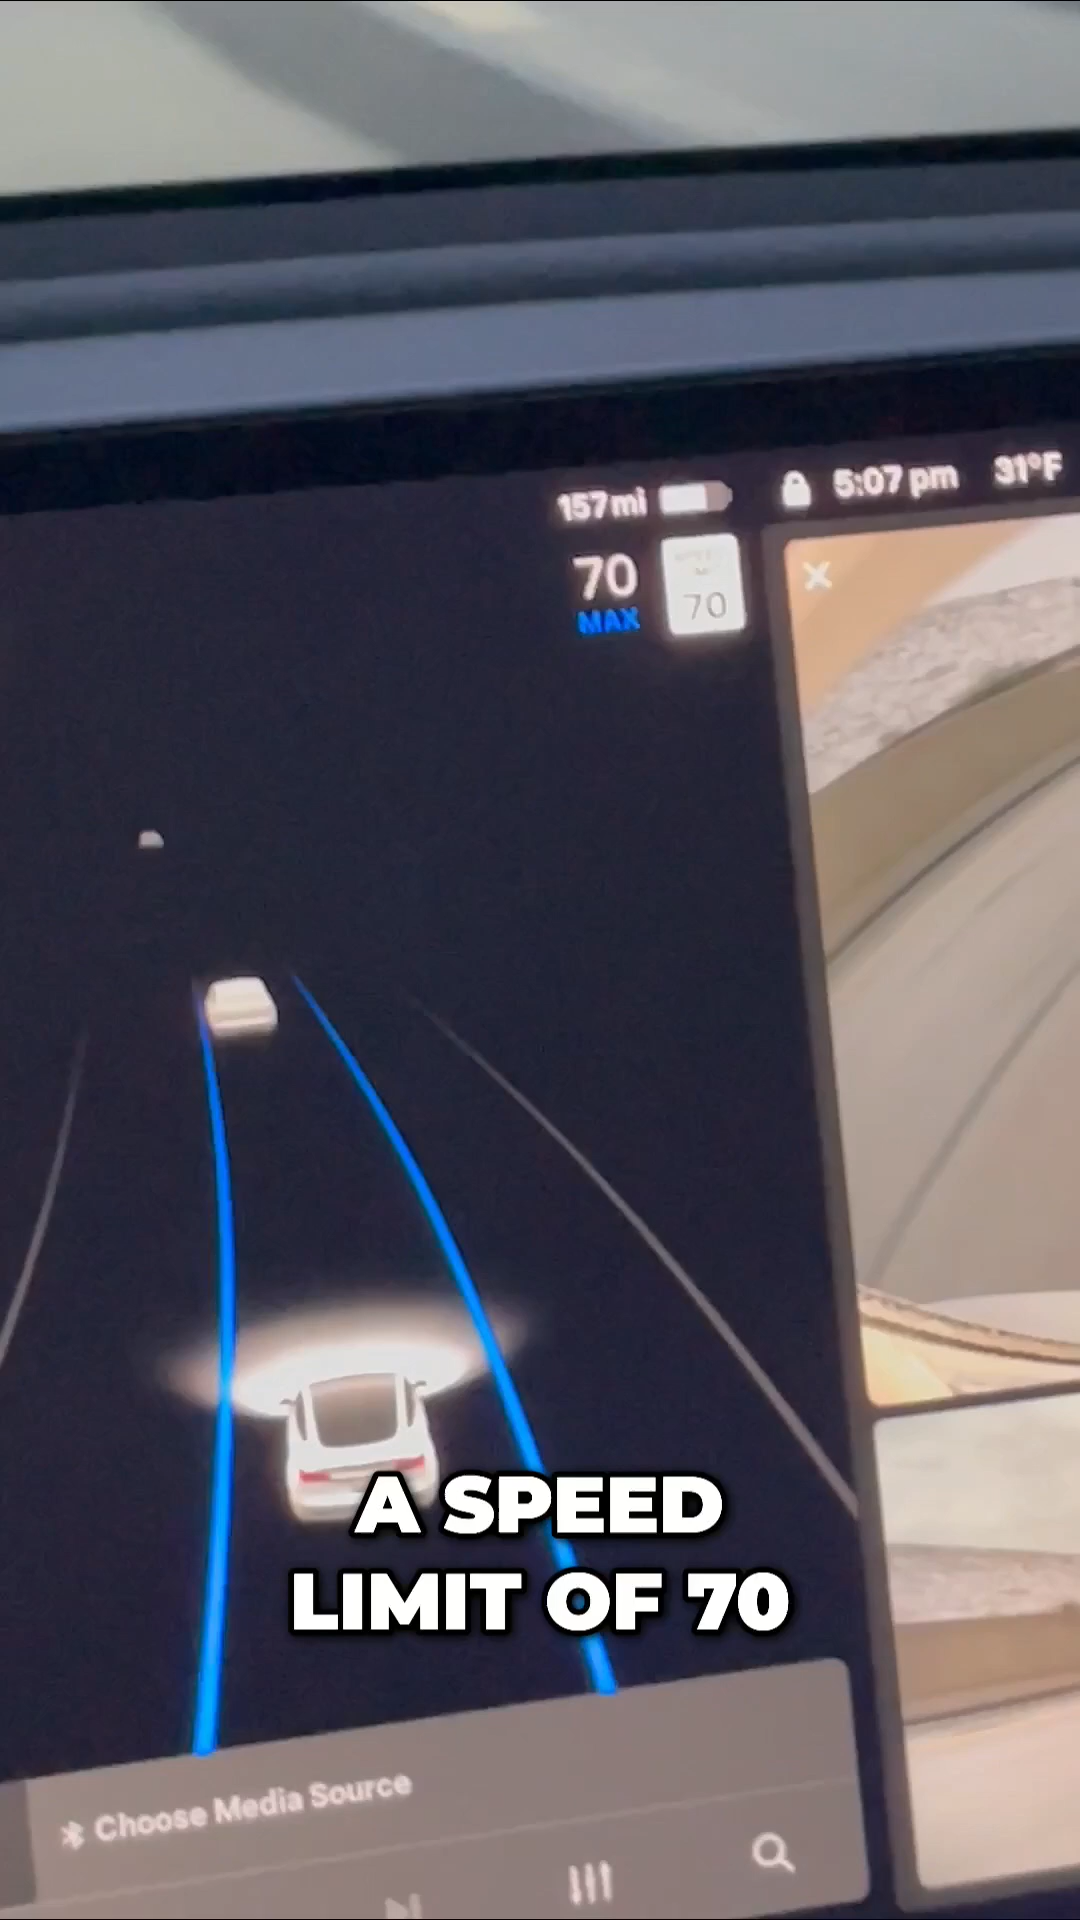 157mi
5:07 pm
31°F
70
MAX
70
A SPEED
LIMIT OF 70
Choose Media Source